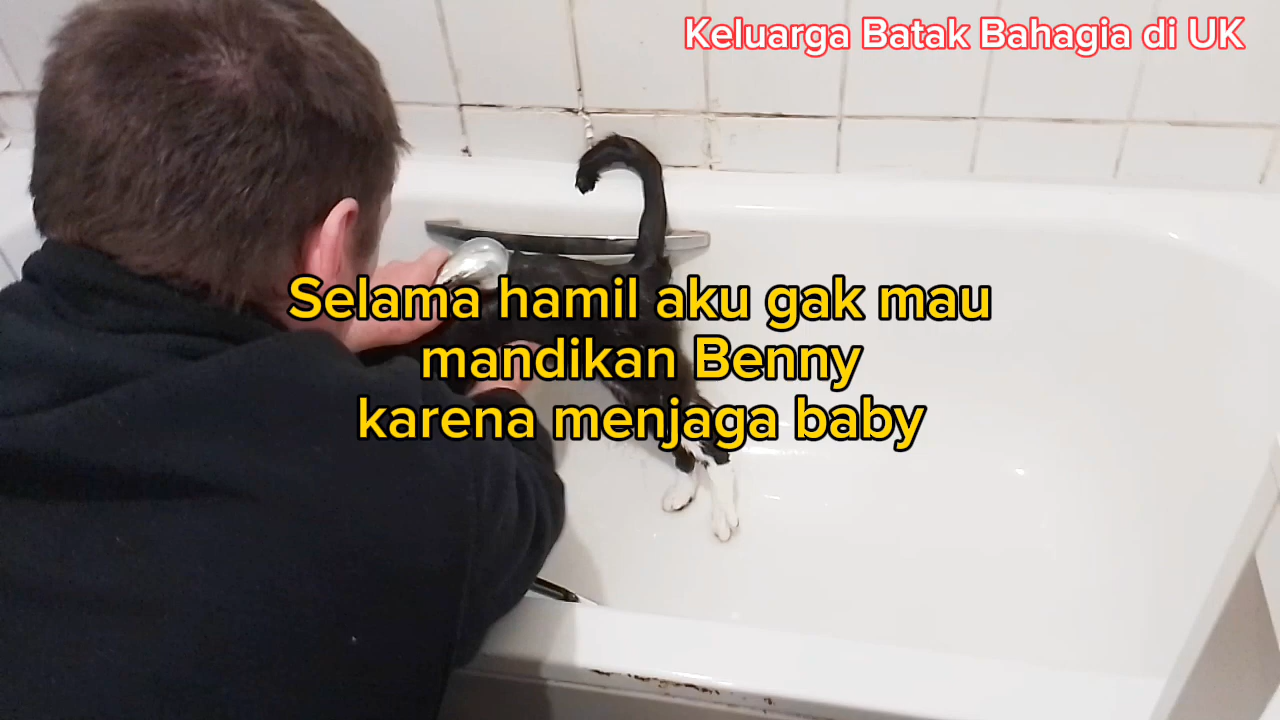 Keluarga Batak Bahagia di UK
Selama hamil aku gak mau
mandikan Benny
karena menjaga baby